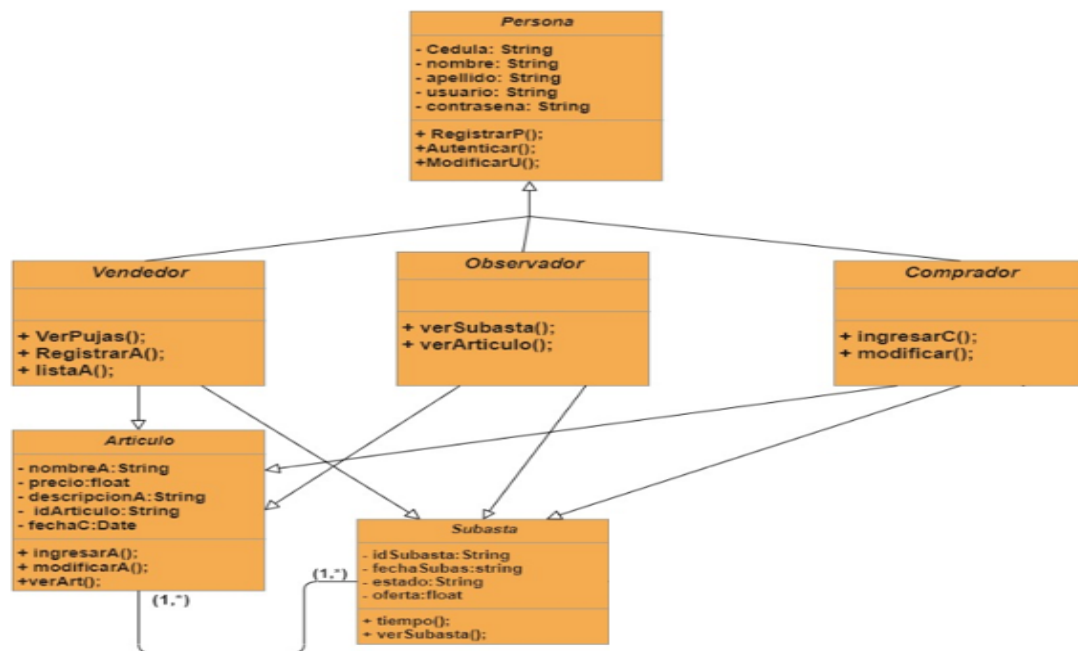 Persona
- Cedula: String
- nombre: String
- apellido: String
- usuario: String
- contrasena: String
+ RegistrarP();
+Autenticar();
+ModificarU();
Vendedor
+ VerPujas();
+ RegistrarA();
+ listaA();
Observador
+ verSubasta();
+ verArticulo();
Comprador
+ ingresarC();
+ modificar();
Articulo
- nombreA:String
- precio:float
- descripcionA:String
- idArticulo:String
- fechaC:Date
+ ingresarA();
+ modificarA();
+verArt();
(1,*)
(1,*)
Subasta
- idSubasta:String
- fechaSubas:string
- estado:String
- oferta:float
+ tiempo();
+ verSubasta();